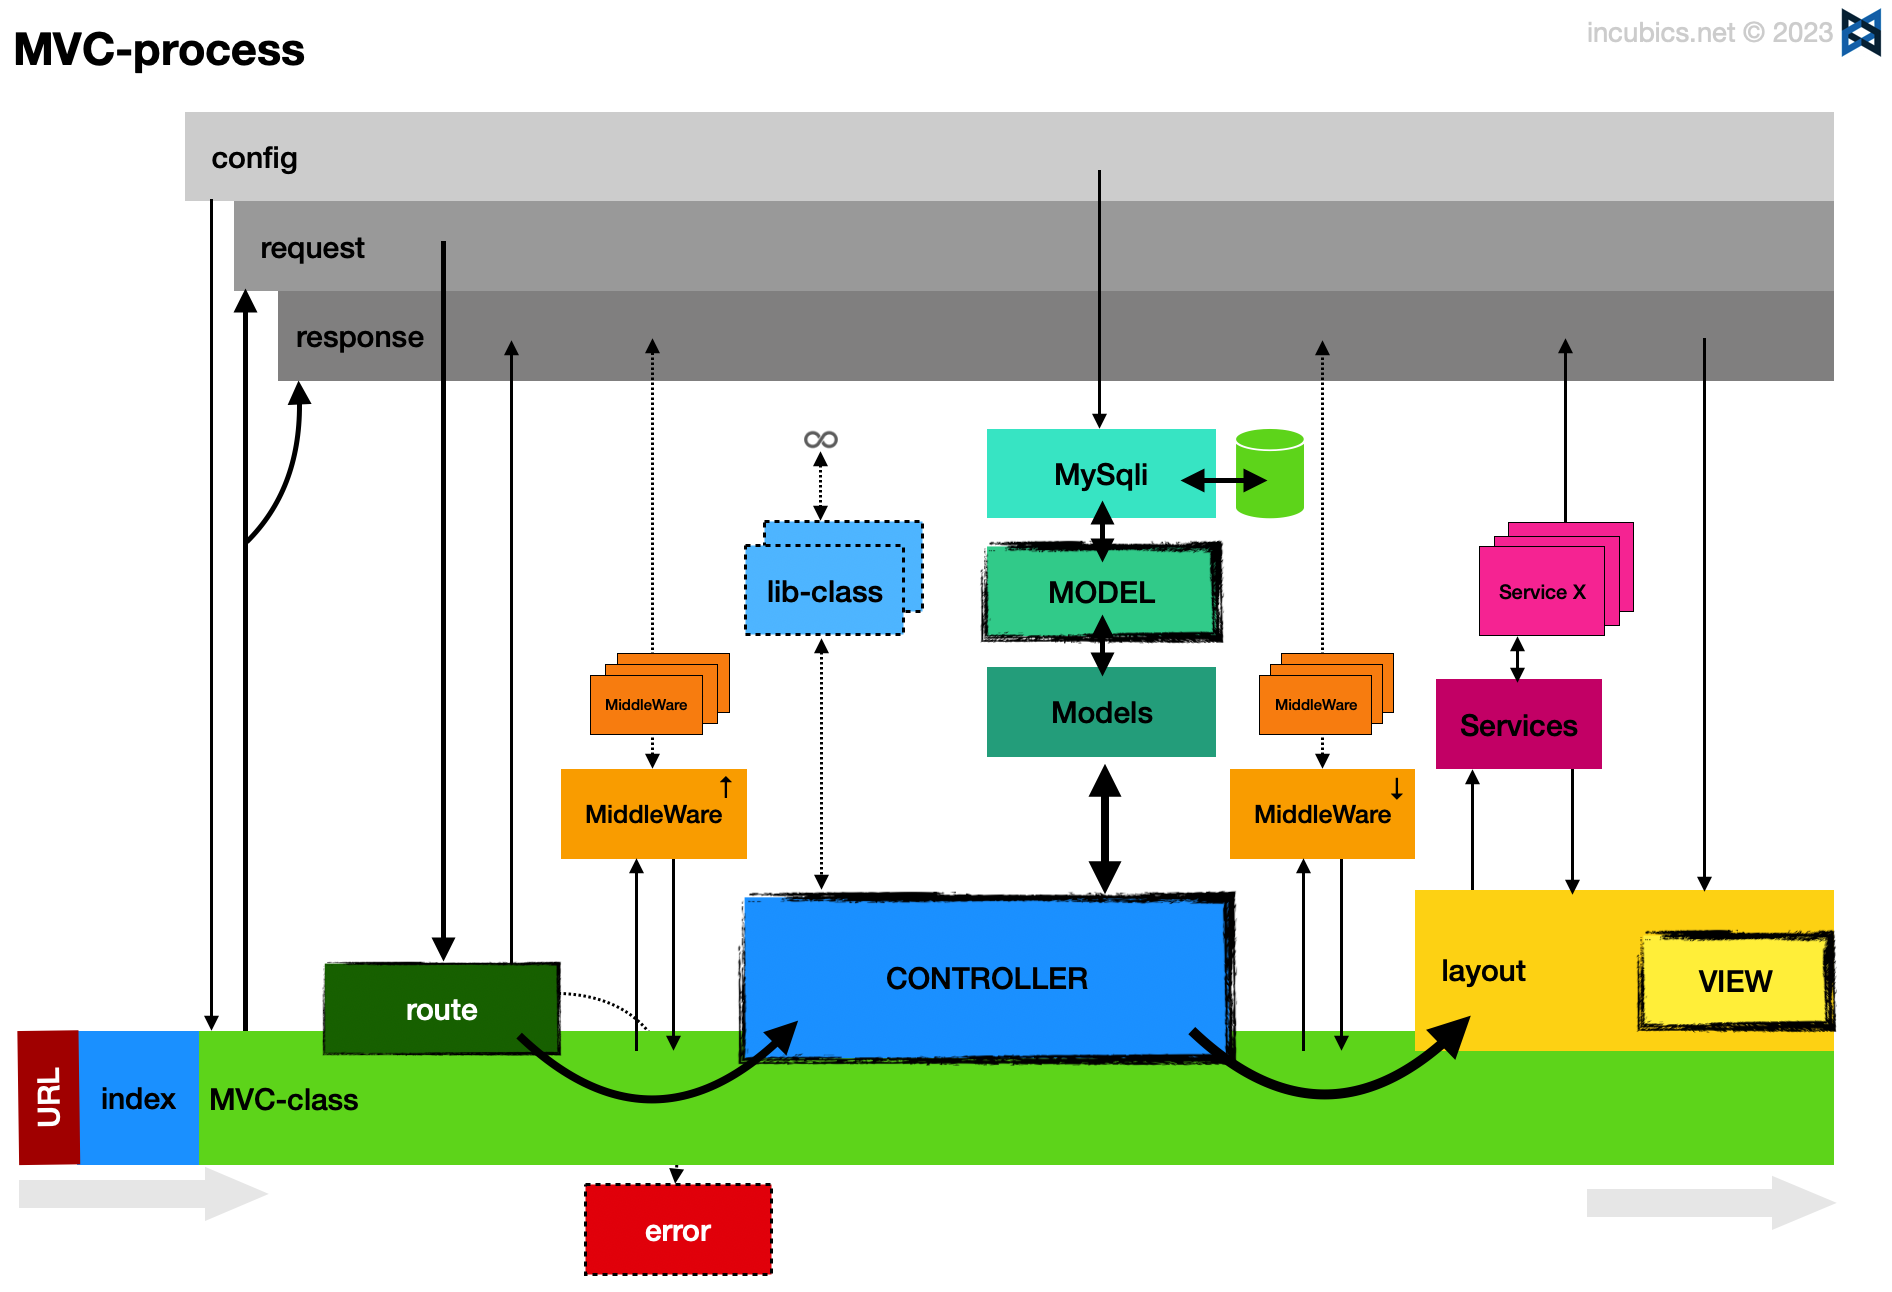 MVC-process
incubics.net © 2023
config
request
response
∞
MySqli
lib-class
MODEL
Service X
MiddleWare
MiddleWare
Models
Services
MiddleWare ↑
MiddleWare ↓
CONTROLLER
layout
VIEW
route
URL
index
MVC-class
error